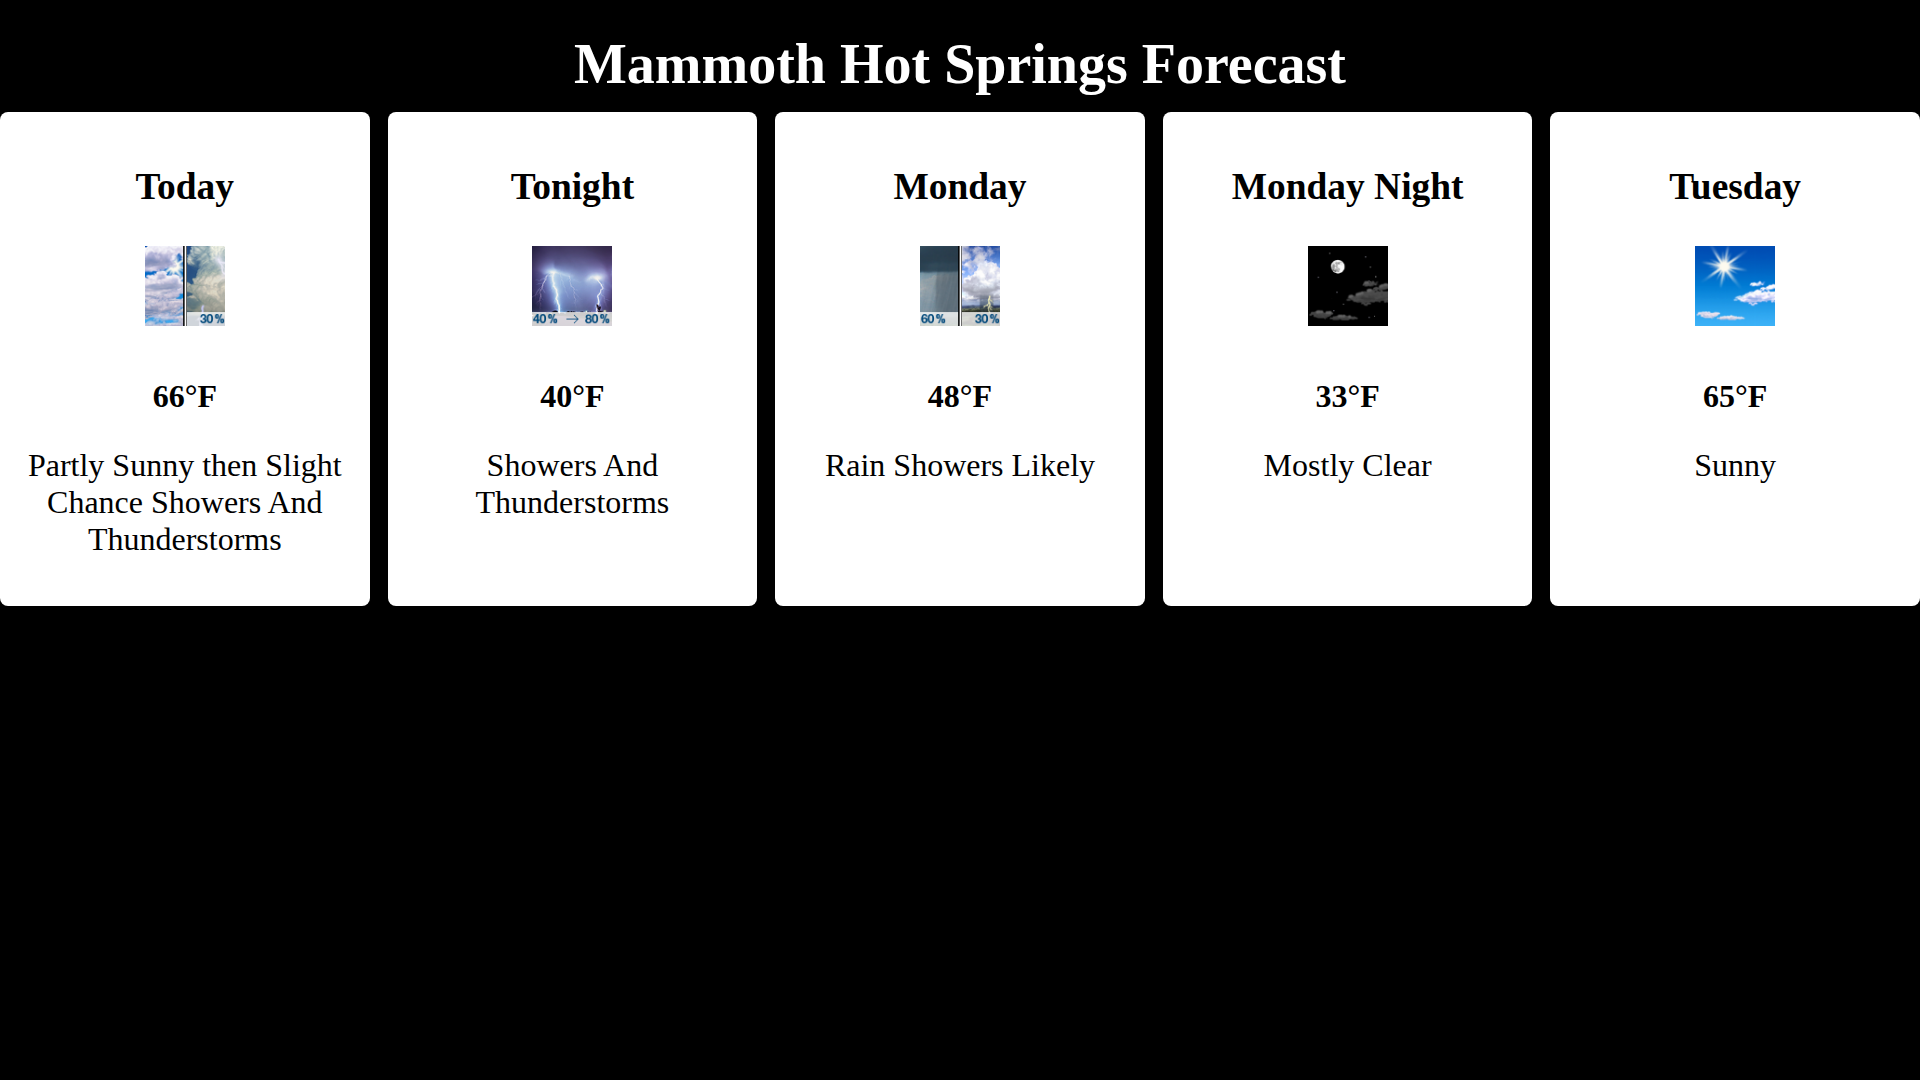 Mammoth Hot Springs Forecast
Today
30%
66°F
Partly Sunny then Slight
Chance Showers And
Thunderstorms
Tonight
40% → 80%
40°F
Showers And
Thunderstorms
Monday
60% 30%
48°F
Rain Showers Likely
Monday Night
33°F
Mostly Clear
Tuesday
65°F
Sunny